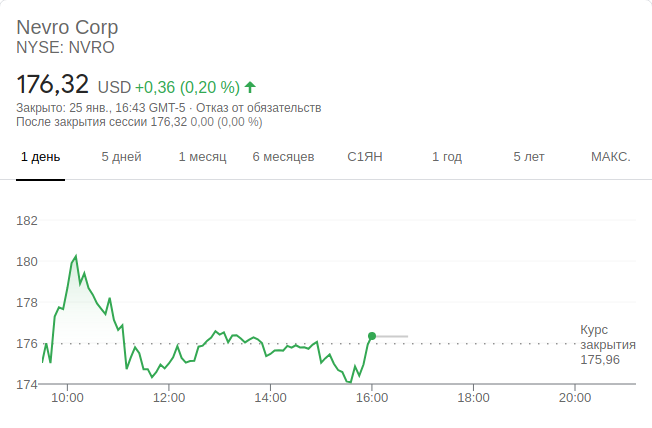 Nevro Corp
NYSE: NVRO
176,32 USD +0,36 (0,20 %)
Закрыто: 25 янв., 16:43 GMT-5 · Отказ от обязательств
После закрытия сессии 176,32 0,00 (0,00 %)
1 день 5 дней 1 месяц 6 месяцев С1ЯН 1 год 5 лет МАКС.
182
180
178
176
174
Курс
закрытия
175,96
10:00 12:00 14:00 16:00 18:00 20:00